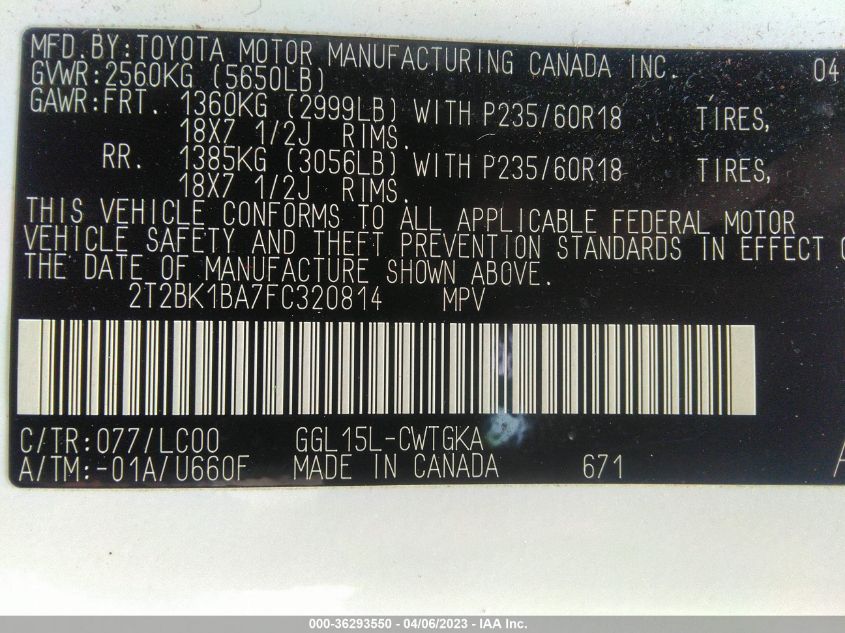 MFD.BY:TOYOTA MOTOR MANUFACTURING CANADA INC. 04
GVWR:2560KG (5650LB)
GAWR:FRT. 1360KG (2999LB) WITH P235/60R18 TIRES,
18X7 1/2J RIMS.
RR. 1385KG (3056LB) WITH P235/60R18 TIRES,
18X7 1/2J RIMS.
THIS VEHICLE CONFORMS TO ALL APPLICABLE FEDERAL MOTOR
VEHICLE SAFETY AND THEFT PREVENTION STANDARDS IN EFFECT
THE DATE OF MANUFACTURE SHOWN ABOVE.
2T2BK1BA7FC320814 MPV
C/TR:077/LC00 GGL15L-CWTGKA
A/TM:-01A/U660F MADE IN CANADA 671
000-36293550 - 04/06/2023 - IAA Inc.